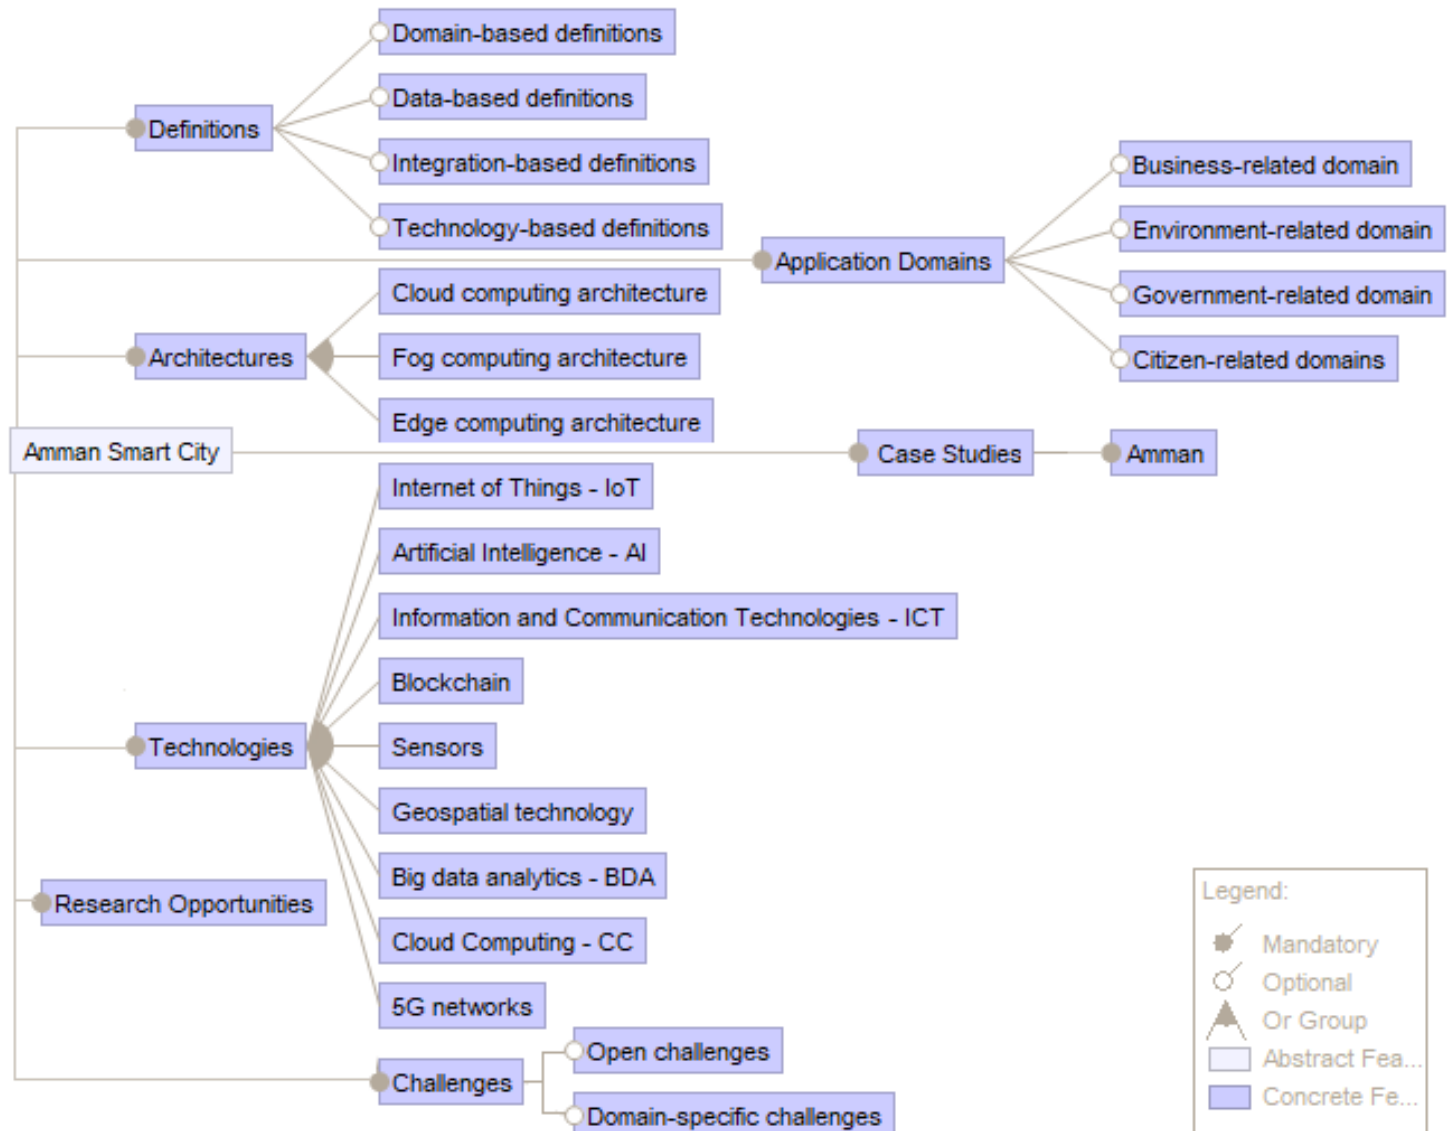 Domain-based definitions
Data-based definitions
Definitions
Integration-based definitions
Technology-based definitions
Business-related domain
Environment-related domain
Application Domains
Government-related domain
Citizen-related domains
Cloud computing architecture
Architectures
Fog computing architecture
Edge computing architecture
Amman Smart City
Case Studies
Amman
Internet of Things - IoT
Artificial Intelligence - AI
Information and Communication Technologies - ICT
Blockchain
Technologies
Sensors
Geospatial technology
Big data analytics - BDA
Research Opportunities
Cloud Computing - CC
5G networks
Open challenges
Challenges
Domain-specific challenges
Legend:
Mandatory
Optional
Or Group
Abstract Fea...
Concrete Fe...